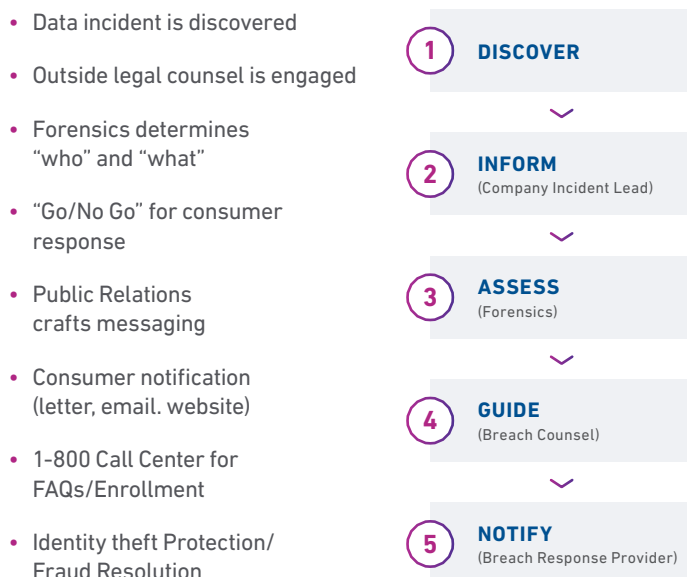 • Data incident is discovered
• Outside legal counsel is engaged
• Forensics determines
“who” and “what”
• “Go/No Go” for consumer
response
• Public Relations
crafts messaging
• Consumer notification
(letter, email. website)
• 1-800 Call Center for
FAQs/Enrollment
• Identity theft Protection/
Fraud Resolution
1 DISCOVER
2 INFORM
(Company Incident Lead)
3 ASSESS
(Forensics)
4 GUIDE
(Breach Counsel)
5 NOTIFY
(Breach Response Provider)